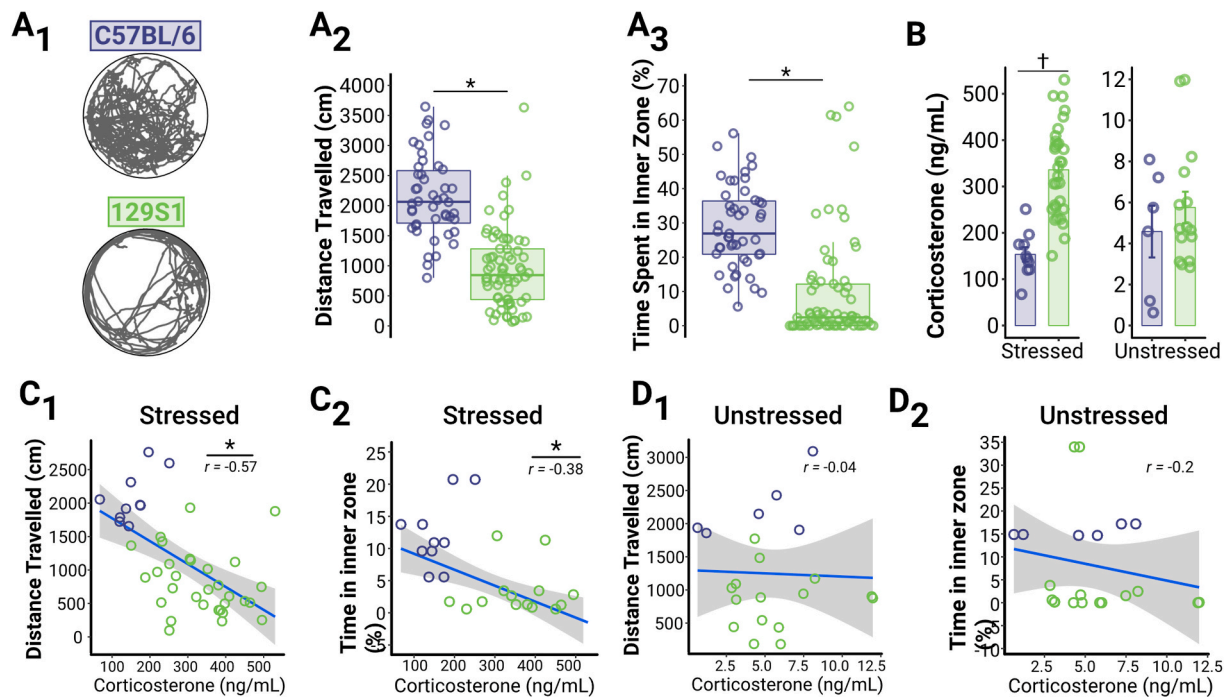 A1
C57BL/6
129S1
A2
*
Distance Travelled (cm)
4000
3500
3000
2500
2000
1500
1000
500
0
A3
*
Time Spent in Inner Zone (%)
70
60
50
40
30
20
10
0
B
†
Corticosterone (ng/mL)
500
400
300
200
100
0
Stressed
12
10
8
6
4
2
0
Unstressed
C1
Stressed
*
r = -0.57
Distance Travelled (cm)
2500
2000
1500
1000
500
0
100 200 300 400 500
Corticosterone (ng/mL)
C2
Stressed
*
r = -0.38
Time in inner zone
(%)
25
20
15
10
5
0
100 200 300 400 500
Corticosterone (ng/mL)
D1
Unstressed
r = -0.04
Distance Travelled (cm)
3000
2500
2000
1500
1000
500
2.5 5.0 7.5 10.0 12.5
Corticosterone (ng/mL)
D2
Unstressed
r = -0.2
Time in inner zone
(%)
35
30
25
20
15
10
5
0
2.5 5.0 7.5 10.0 12.5
Corticosterone (ng/mL)